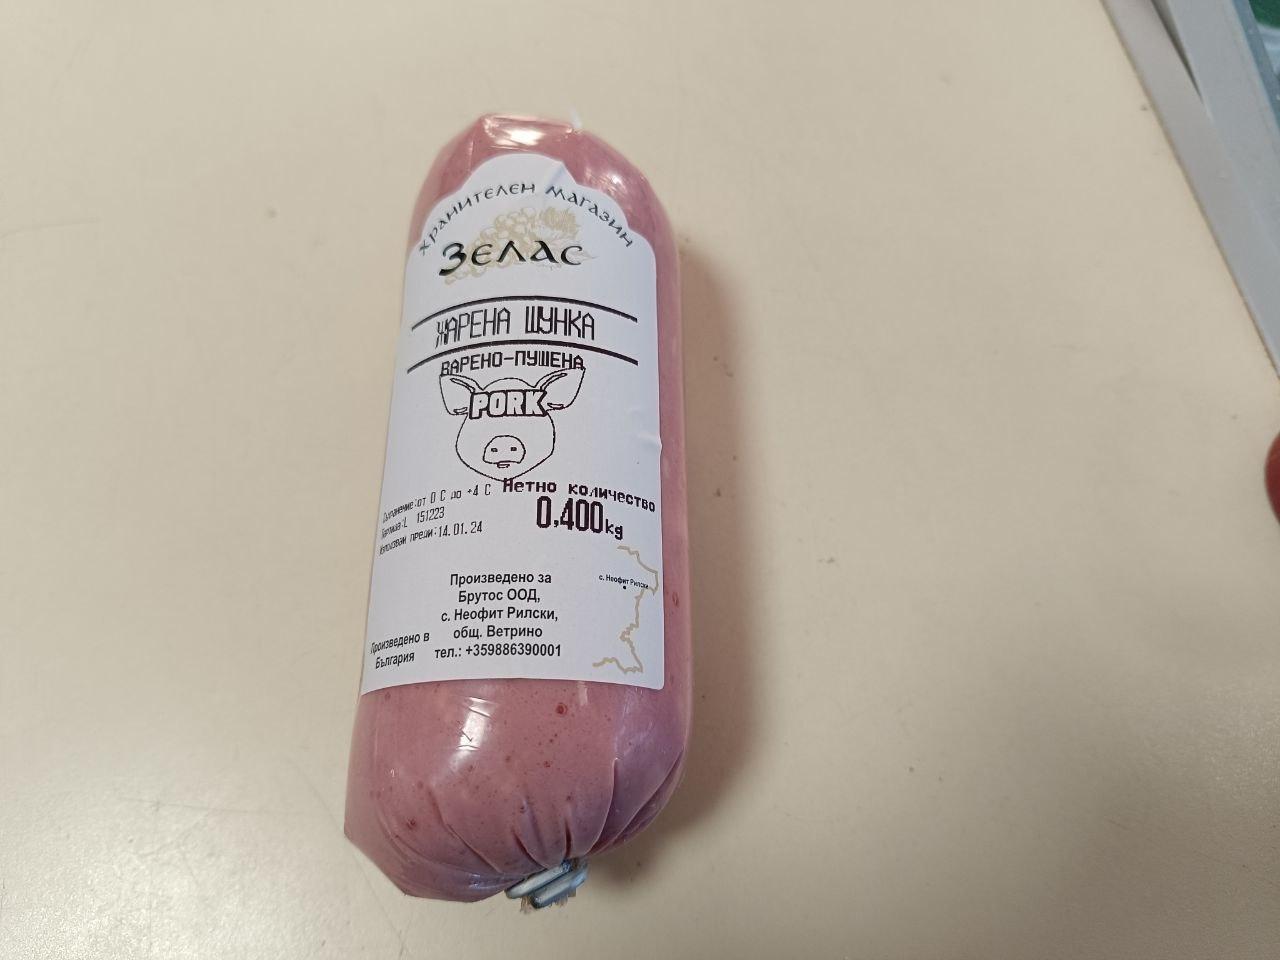 ХРАНИТЕЛЕН МАГАЗИН
ЗЕЛАС
ЖАРЕНА ШУНКА
ВАРЕНО-ПУШЕНА
PORK
Съхранение:от 0 C до +4 C
Партида:L 151223
Използвай преди:14.01.24
Нетно количество
0,400kg
с. Неофит Рилски
Произведено за
Брутос ООД,
с. Неофит Рилски,
общ. Ветрино
тел.: +359886390001
Произведено в
България